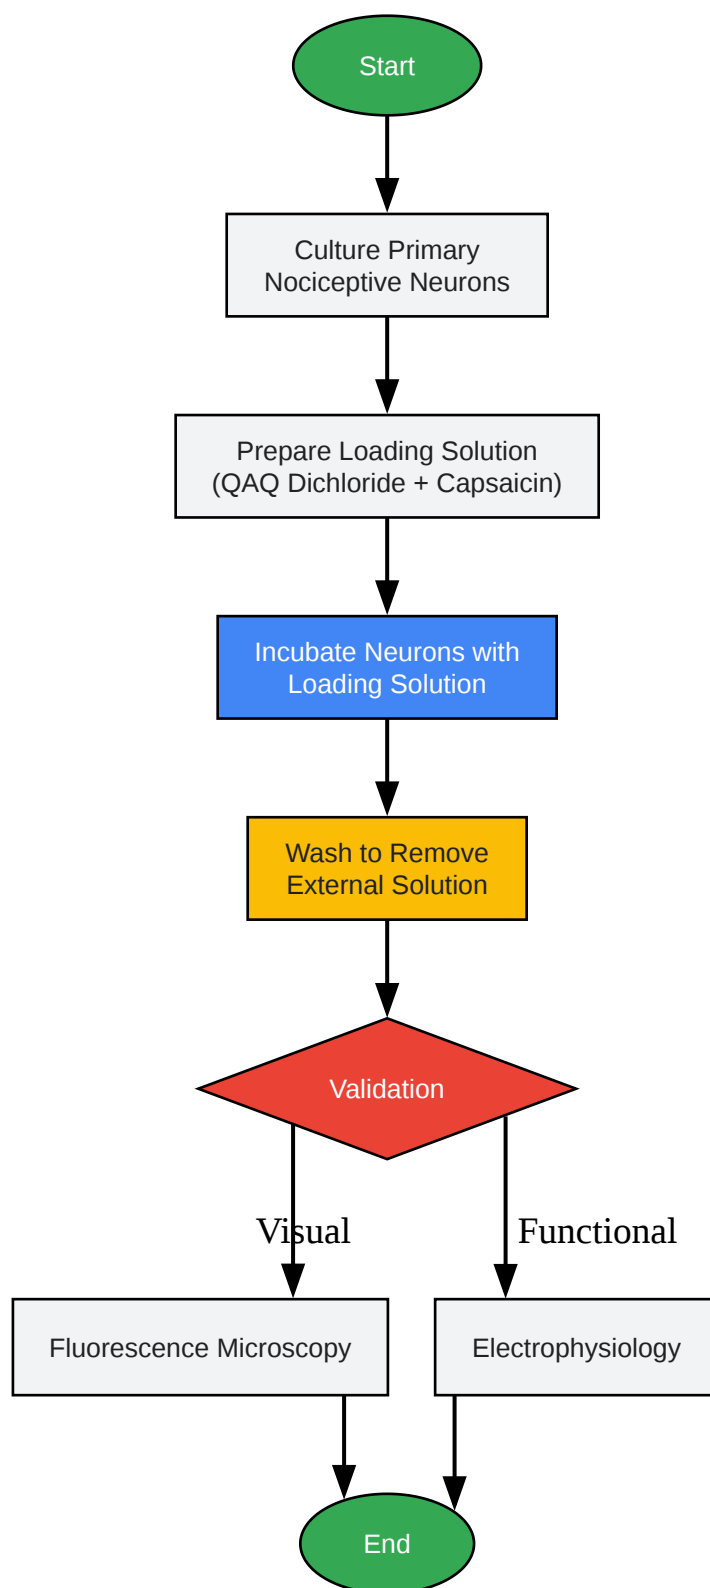 Start
Culture Primary
Nociceptive Neurons
Prepare Loading Solution
(QAQ Dichloride + Capsaicin)
Incubate Neurons with
Loading Solution
Wash to Remove
External Solution
Validation
Visual
Functional
Fluorescence Microscopy
Electrophysiology
End